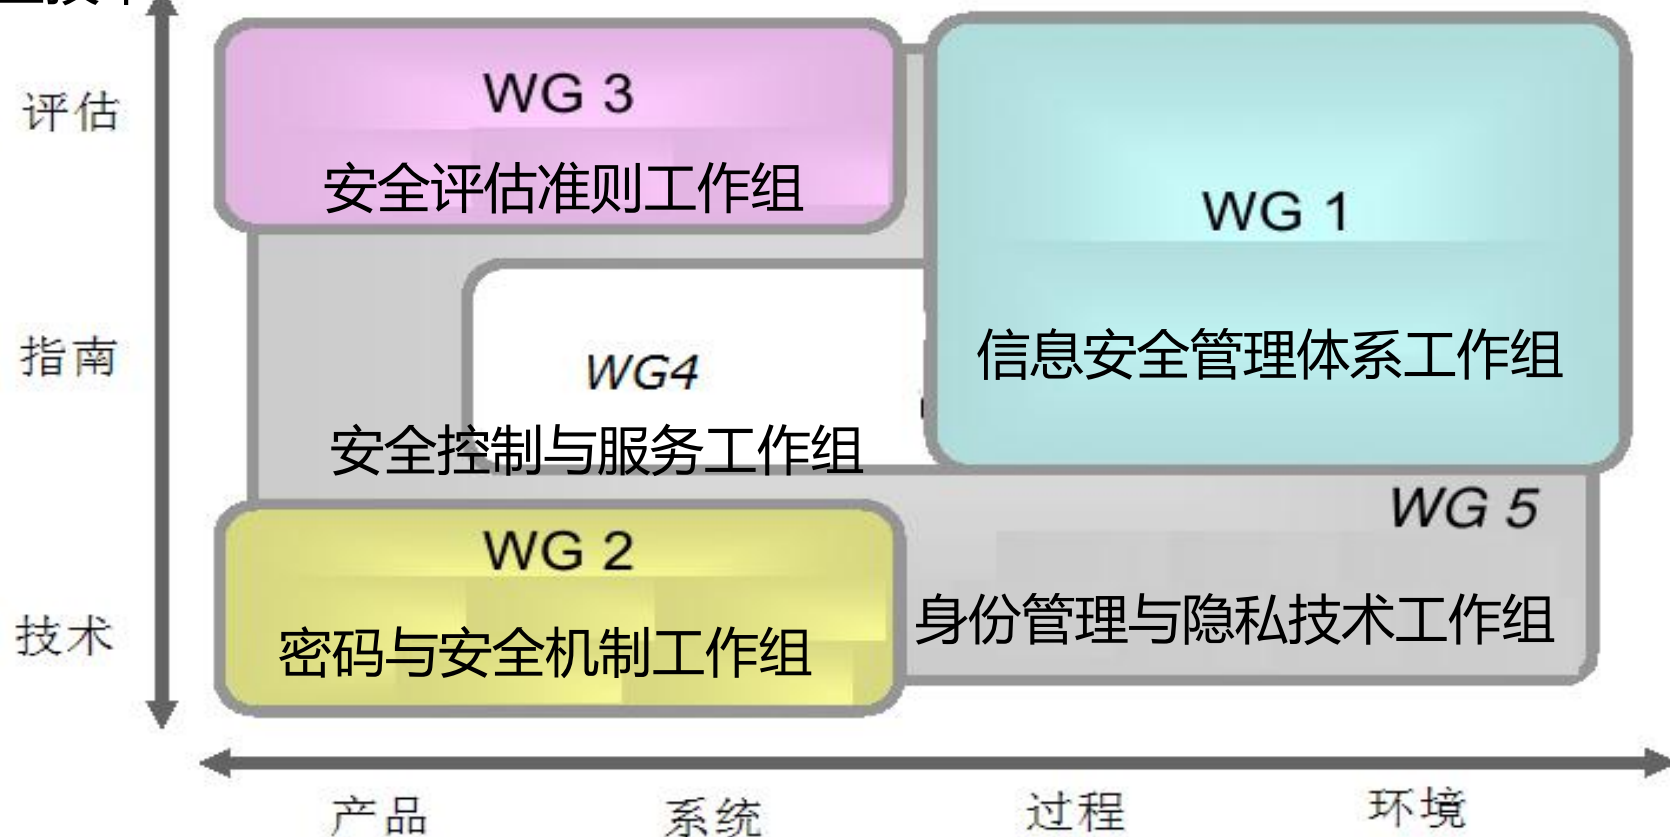 评估
WG 3
安全评估准则工作组
WG 1
信息安全管理体系工作组
指南
WG4
安全控制与服务工作组
WG 5
技术
WG 2
密码与安全机制工作组
身份管理与隐私技术工作组
产品
系统
过程
环境